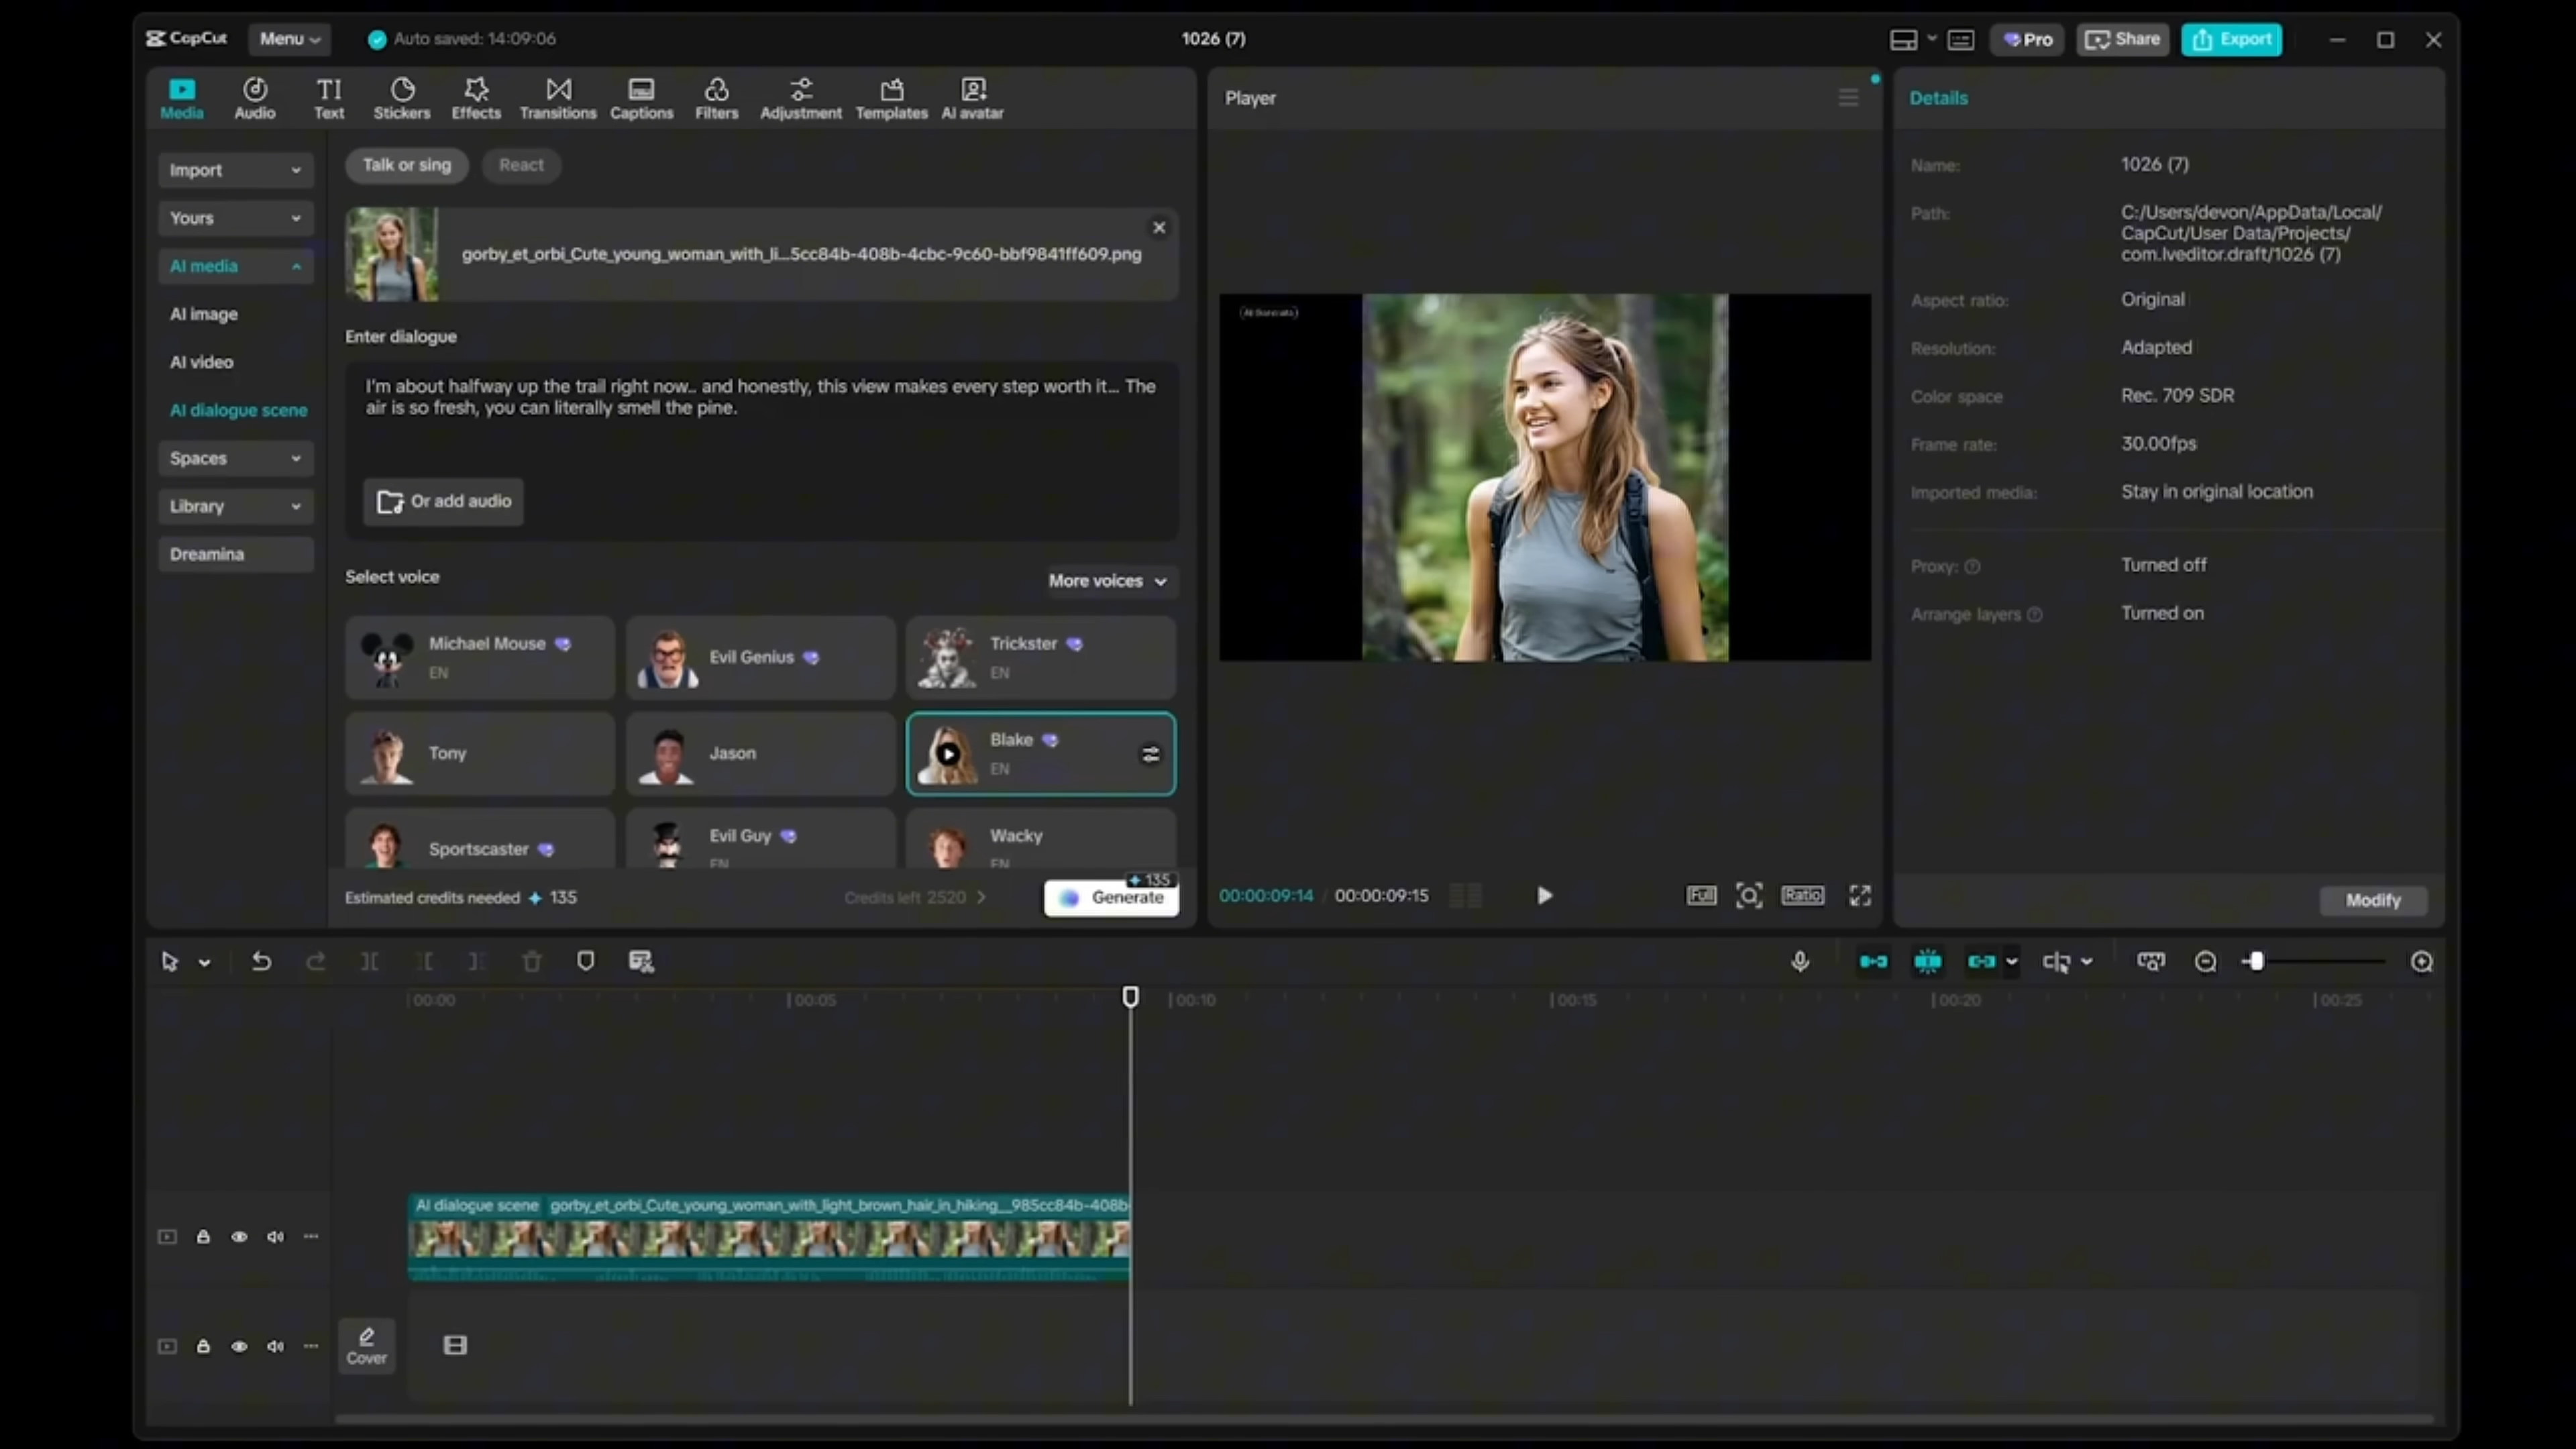 CapCut
Menu
Auto saved: 14:09:06
1026 (7)
Pro
Share
Export
Media
Audio
TI
Text
Stickers
Effects
Transitions
Captions
Filters
Adjustment
Templates
AI avatar
Import
Yours
AI media
AI image
AI video
AI dialogue scene
Spaces
Library
Dreamina
Talk or sing
React
gorby_et_orbi_Cute_young_woman_with_li...5cc84b-408b-4cbc-9c60-bbf9841ff609.png
Enter dialogue
I'm about halfway up the trail right now.. and honestly, this view makes every step worth it... The
air is so fresh, you can literally smell the pine.
Or add audio
Select voice
More voices
Michael Mouse
EN
Evil Genius
Trickster
EN
Tony
Jason
Blake
EN
Sportscaster
Evil Guy
EN
Wacky
EN
Estimated credits needed 135
Credits left 2520
135
Generate
Player
00:00:09:14 / 00:00:09:15
Full
Ratio
Details
Name: 1026 (7)
Path: C:/Users/devon/AppData/Local/
CapCut/User Data/Projects/
com.lveditor.draft/1026 (7)
Aspect ratio: Original
Resolution: Adapted
Color space Rec. 709 SDR
Frame rate: 30.00fps
Imported media: Stay in original location
Proxy: Turned off
Arrange layers Turned on
Modify
00:00
00:05
00:10
00:15
00:20
00:25
AI dialogue scene gorby_et_orbi_Cute_young_woman_with_light_brown_hair_in_hiking__985cc84b-408b-
Cover